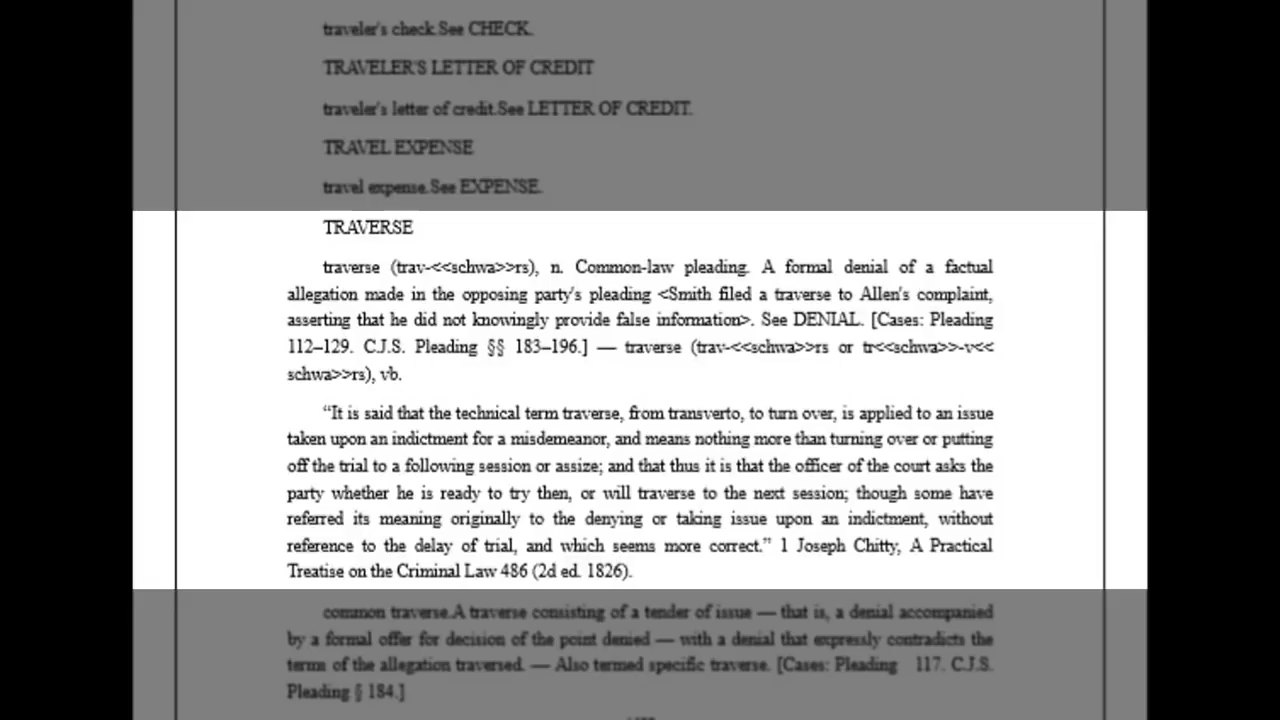 traveler's check.See CHECK.
TRAVELER'S LETTER OF CREDIT
traveler's letter of credit.See LETTER OF CREDIT.
TRAVEL EXPENSE
travel expense.See EXPENSE.
TRAVERSE
traverse (trav-<<schwa>>rs), n. Common-law pleading. A formal denial of a factual
allegation made in the opposing party's pleading <Smith filed a traverse to Allen's complaint,
asserting that he did not knowingly provide false information>. See DENIAL. [Cases: Pleading
112–129. C.J.S. Pleading §§ 183–196.] — traverse (trav-<<schwa>>rs or tr<<schwa>>-v<<
schwa>>rs), vb.
“It is said that the technical term traverse, from transverto, to turn over, is applied to an issue
taken upon an indictment for a misdemeanor, and means nothing more than turning over or putting
off the trial to a following session or assize; and that thus it is that the officer of the court asks the
party whether he is ready to try then, or will traverse to the next session; though some have
referred its meaning originally to the denying or taking issue upon an indictment, without
reference to the delay of trial, and which seems more correct.” 1 Joseph Chitty, A Practical
Treatise on the Criminal Law 486 (2d ed. 1826).
common traverse.A traverse consisting of a tender of issue — that is, a denial accompanied
by a formal offer for decision of the point denied — with a denial that expressly contradicts the
terms of the allegation traversed. — Also termed specific traverse. [Cases: Pleading 117. C.J.S.
Pleading § 184.]